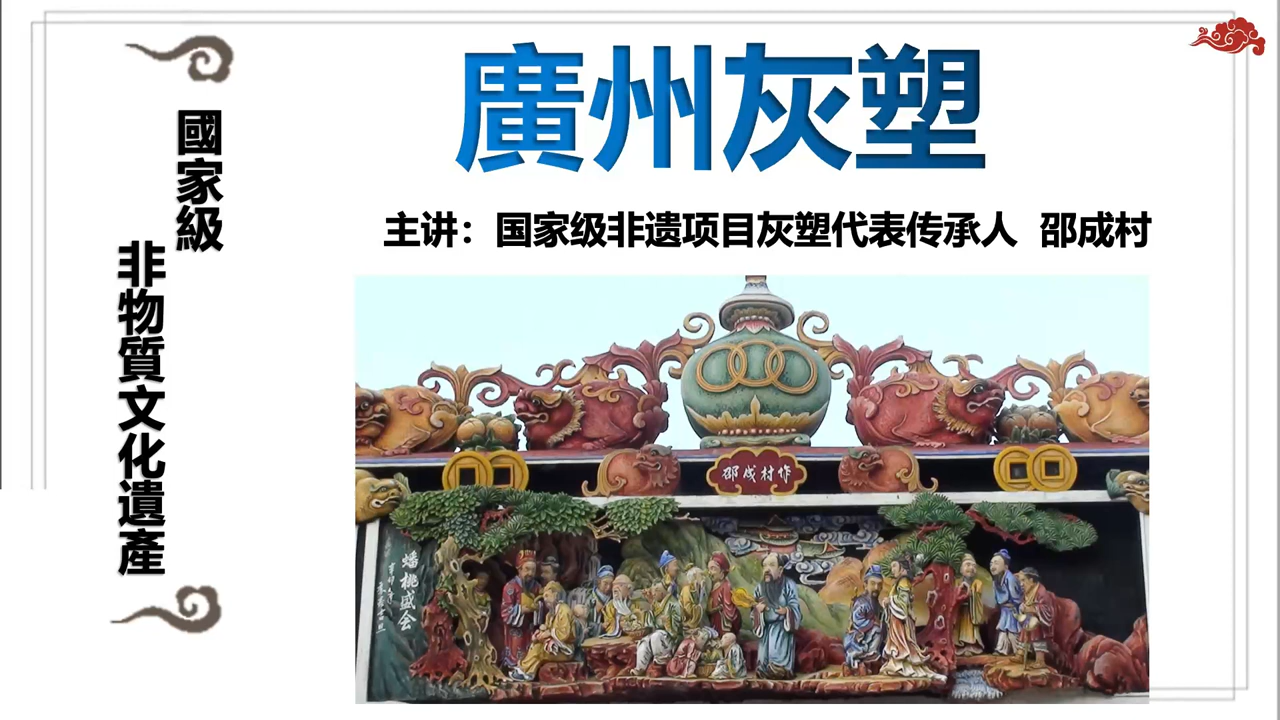 廣州灰塑
主讲：国家级非遗项目灰塑代表传承人 邵成村
國家級
非物質文化遺產
邵成村作
蟠桃盛会